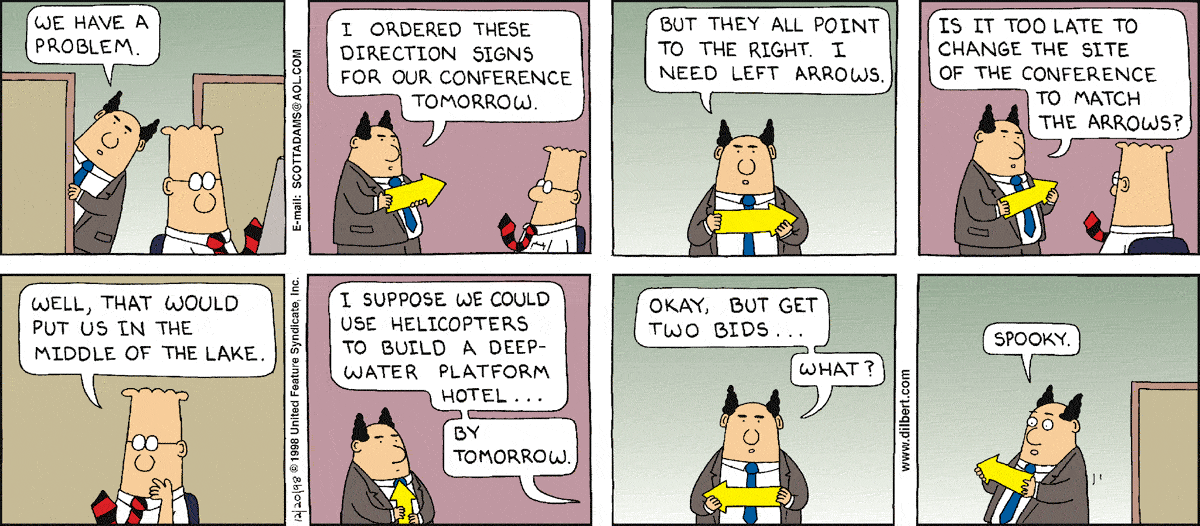 WE HAVE A
PROBLEM.
E-mail: SCOTTADAMS@AOL.COM
I ORDERED THESE
DIRECTION SIGNS
FOR OUR CONFERENCE
TOMORROW.
BUT THEY ALL POINT
TO THE RIGHT. I
NEED LEFT ARROWS.
IS IT TOO LATE TO
CHANGE THE SITE
OF THE CONFERENCE
TO MATCH
THE ARROWS?
WELL, THAT WOULD
PUT US IN THE
MIDDLE OF THE LAKE.
12/20/98 © 1998 United Feature Syndicate, Inc.
I SUPPOSE WE COULD
USE HELICOPTERS
TO BUILD A DEEP-
WATER PLATFORM
HOTEL...
BY
TOMORROW.
OKAY, BUT GET
TWO BIDS...
WHAT?
www.dilbert.com
SPOOKY.